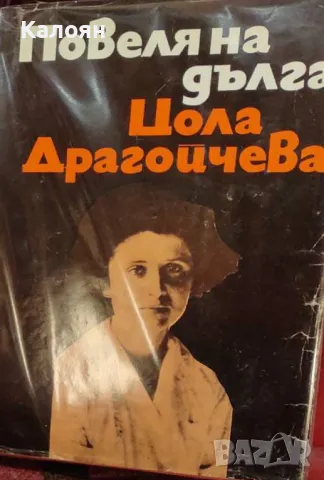 Калоян
Повеля на
дълга
Цола
Драгойчева
BAZAR